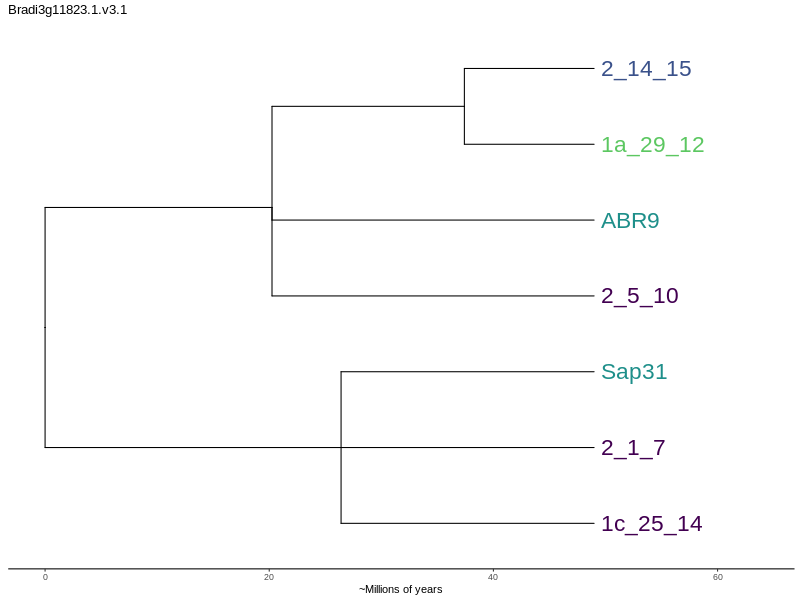 Bradi3g11823.1.v3.1
2_14_15
1a_29_12
ABR9
2_5_10
Sap31
2_1_7
1c_25_14
0 20 40 60
~Millions of years